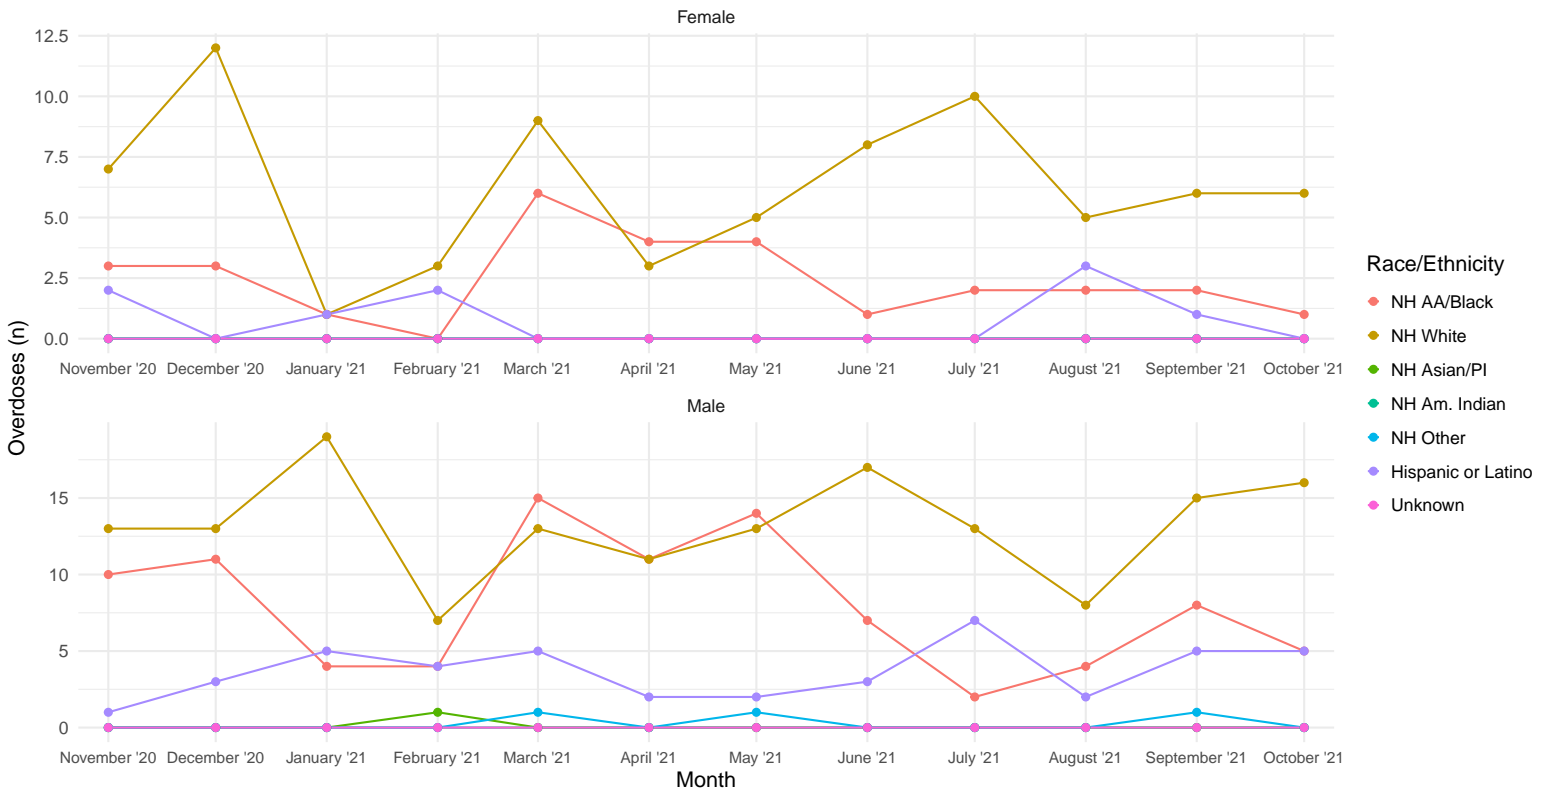 Female
12.5
10.0
7.5
5.0
2.5
0.0
November '20 December '20 January '21 February '21 March '21 April '21 May '21 June '21 July '21 August '21 September '21 October '21
Overdoses (n)
Male
15
10
5
0
November '20 December '20 January '21 February '21 March '21 April '21 May '21 June '21 July '21 August '21 September '21 October '21
Month
Race/Ethnicity
NH AA/Black
NH White
NH Asian/PI
NH Am. Indian
NH Other
Hispanic or Latino
Unknown